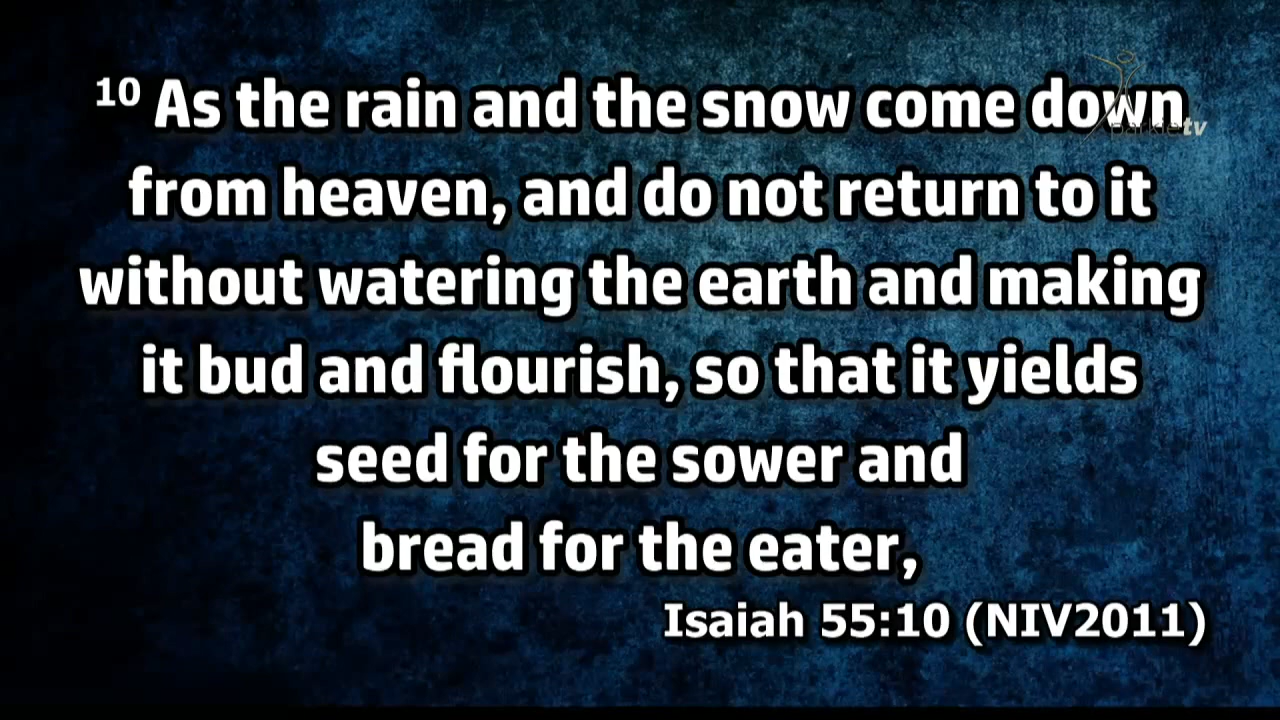 10 As the rain and the snow come down
from heaven, and do not return to it
without watering the earth and making
it bud and flourish, so that it yields
seed for the sower and
bread for the eater,
Isaiah 55:10 (NIV2011)
tv